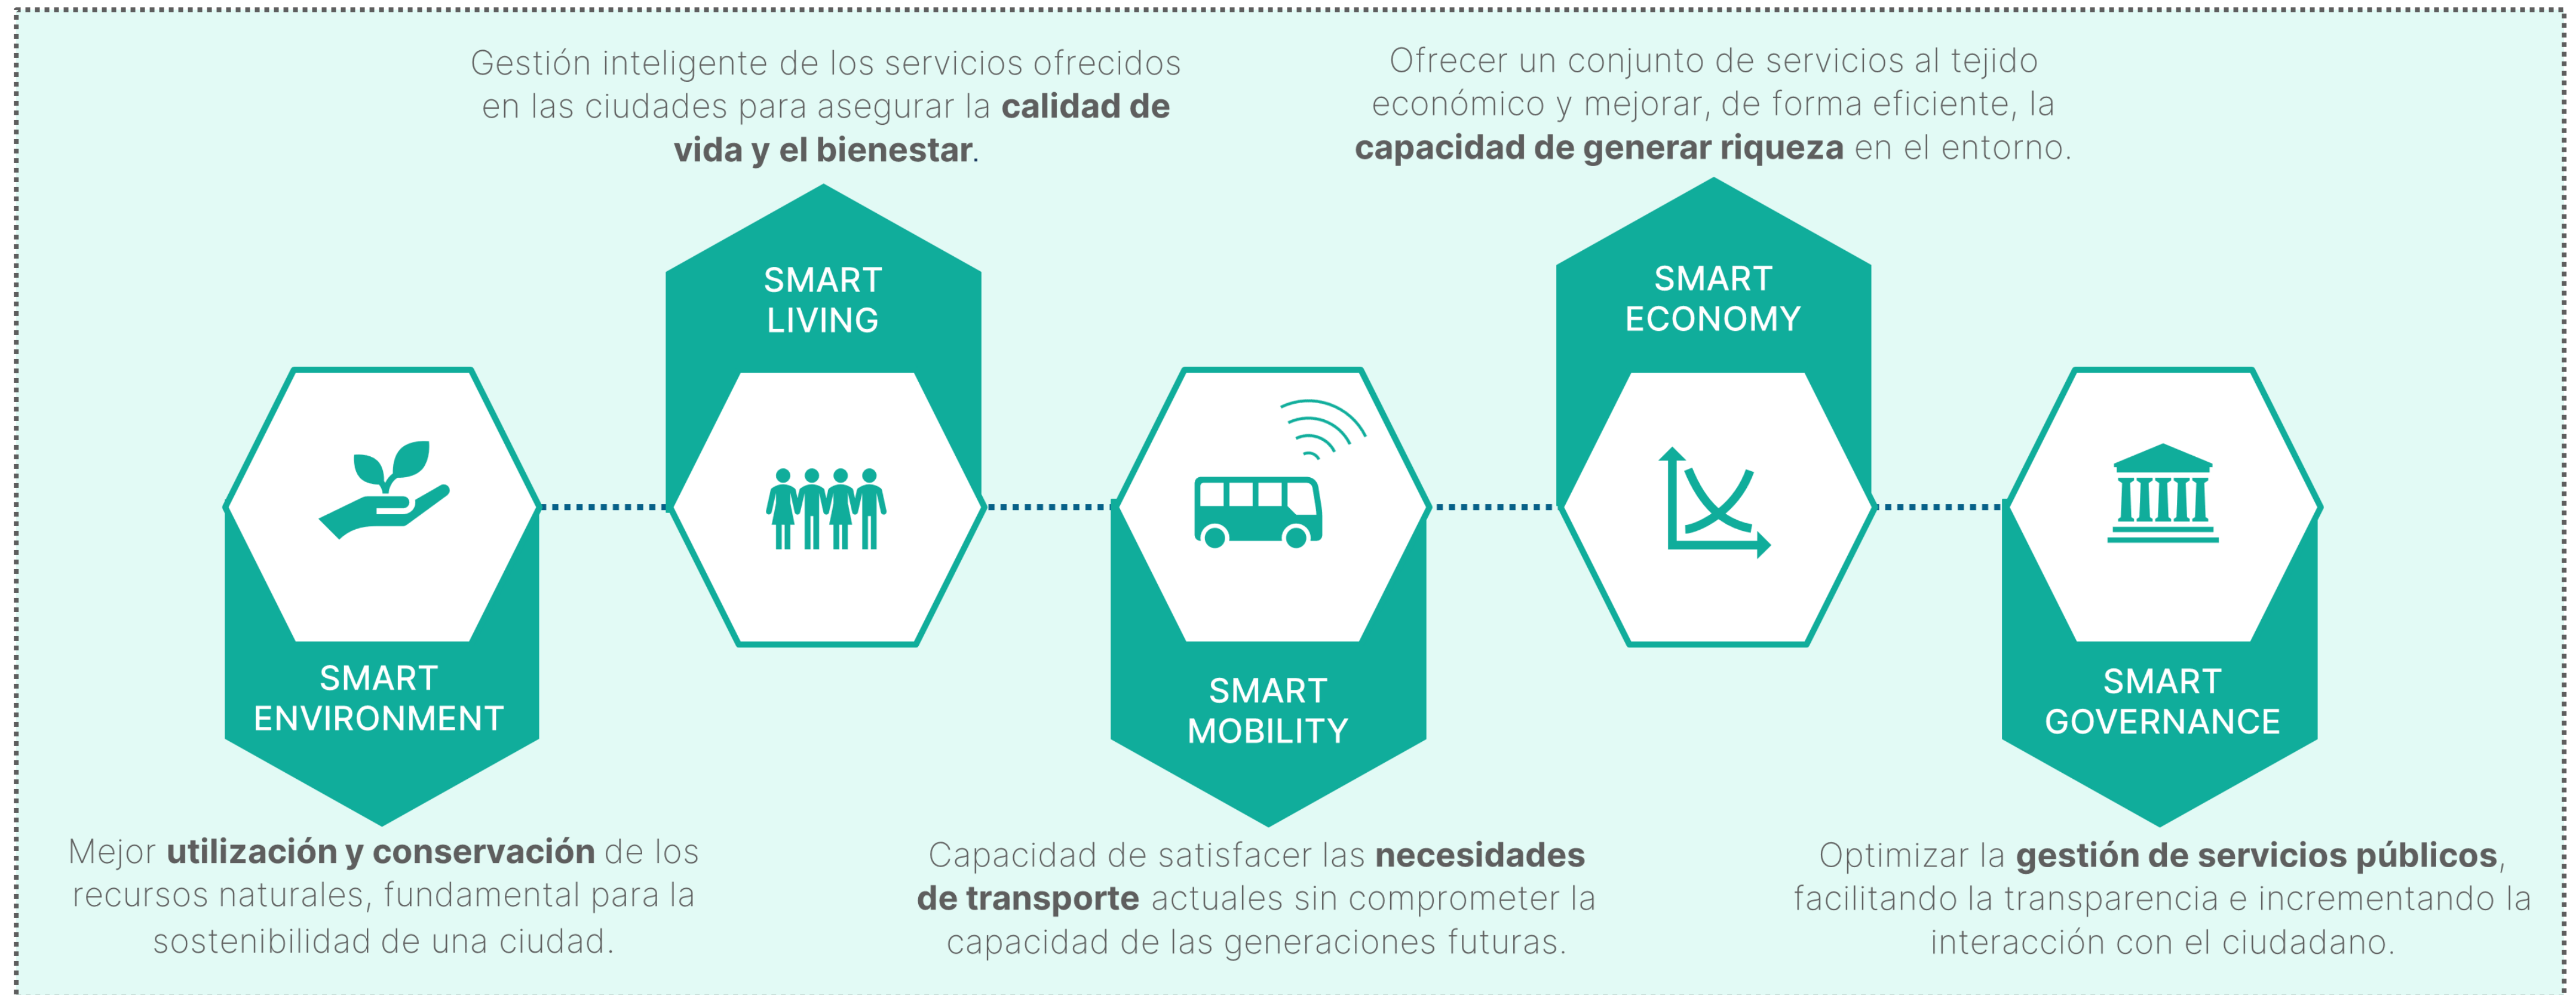 Gestión inteligente de los servicios ofrecidos
en las ciudades para asegurar la calidad de
vida y el bienestar.
Ofrecer un conjunto de servicios al tejido
económico y mejorar, de forma eficiente, la
capacidad de generar riqueza en el entorno.
SMART
LIVING
SMART
ECONOMY
SMART
ENVIRONMENT
SMART
MOBILITY
SMART
GOVERNANCE
Mejor utilización y conservación de los
recursos naturales, fundamental para la
sostenibilidad de una ciudad.
Capacidad de satisfacer las necesidades
de transporte actuales sin comprometer la
capacidad de las generaciones futuras.
Optimizar la gestión de servicios públicos,
facilitando la transparencia e incrementando la
interacción con el ciudadano.